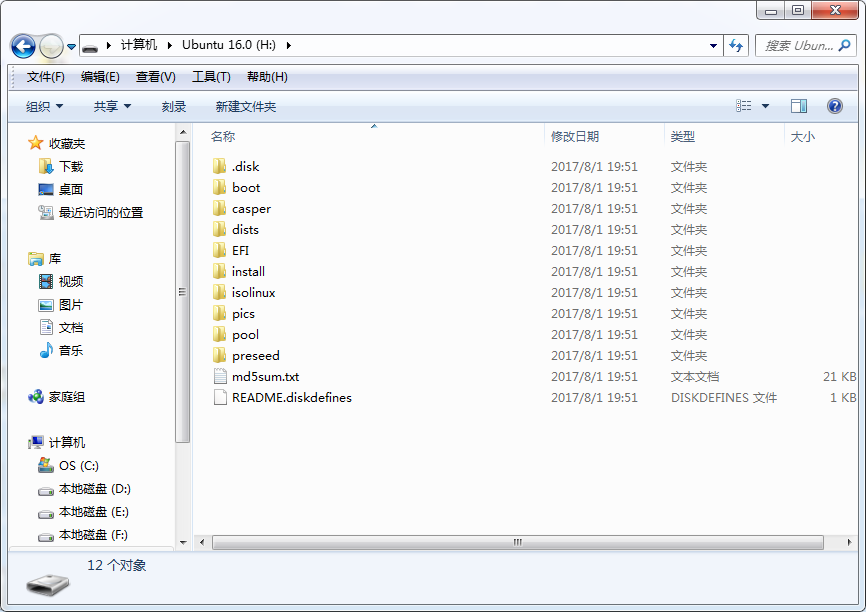 计算机 Ubuntu 16.0 (H:) 搜索 Ubun...
文件(F) 编辑(E) 查看(V) 工具(T) 帮助(H)
组织 共享 刻录 新建文件夹
收藏夹
下载
桌面
最近访问的位置
库
视频
图片
文档
音乐
家庭组
计算机
OS (C:)
本地磁盘 (D:)
本地磁盘 (E:)
本地磁盘 (F:)
名称 修改日期 类型 大小
.disk 2017/8/1 19:51 文件夹
boot 2017/8/1 19:51 文件夹
casper 2017/8/1 19:51 文件夹
dists 2017/8/1 19:51 文件夹
EFI 2017/8/1 19:51 文件夹
install 2017/8/1 19:51 文件夹
isolinux 2017/8/1 19:51 文件夹
pics 2017/8/1 19:51 文件夹
pool 2017/8/1 19:51 文件夹
preseed 2017/8/1 19:51 文件夹
md5sum.txt 2017/8/1 19:51 文本文档 21 KB
README.diskdefines 2017/8/1 19:51 DISKDEFINES 文件 1 KB
12 个对象